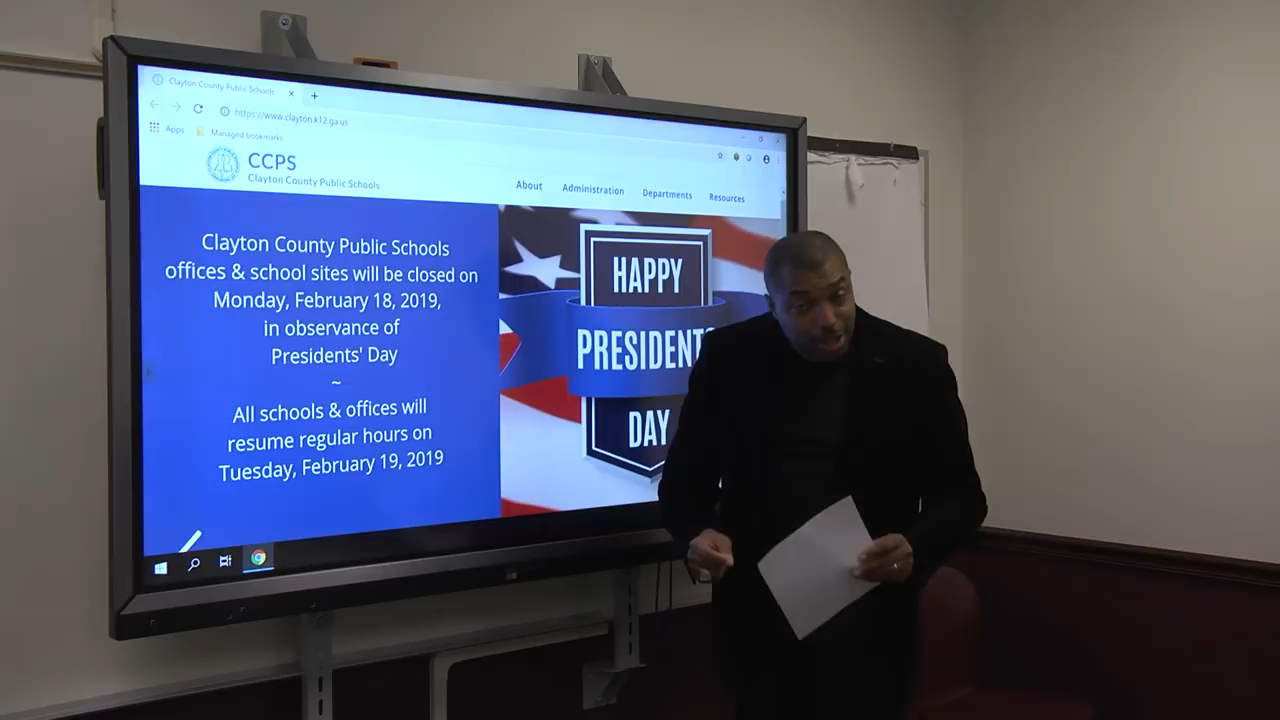 Clayton County Public Schools
https://www.clayton.k12.ga.us
Apps
Managed bookmarks
CCPS
Clayton County Public Schools
About
Administration
Departments
Resources
Clayton County Public Schools
offices & school sites will be closed on
Monday, February 18, 2019,
in observance of
Presidents' Day
~
All schools & offices will
resume regular hours on
Tuesday, February 19, 2019
HAPPY
PRESIDENT
DAY